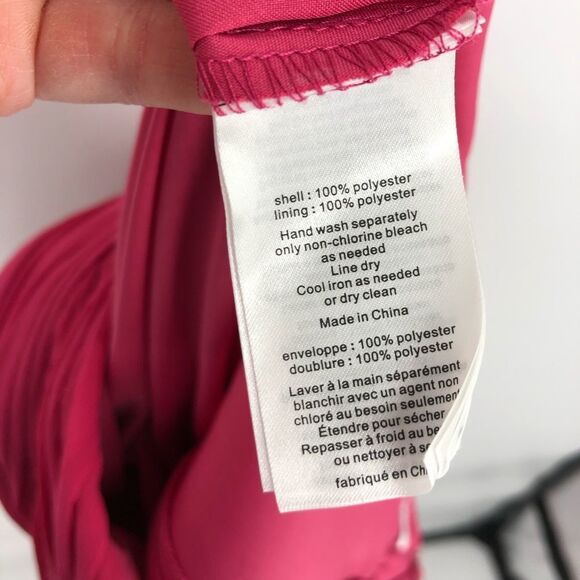 shell : 100% polyester
lining : 100% polyester
Hand wash separately
only non-chlorine bleach
as needed
Line dry
Cool iron as needed
or dry clean
Made in China
enveloppe : 100% polyester
doublure : 100% polyester
Laver à la main séparément
blanchir avec un agent non
chloré au besoin seulement
Étendre pour sécher
Repasser à froid au
ou nettoyer à
fabriqué en